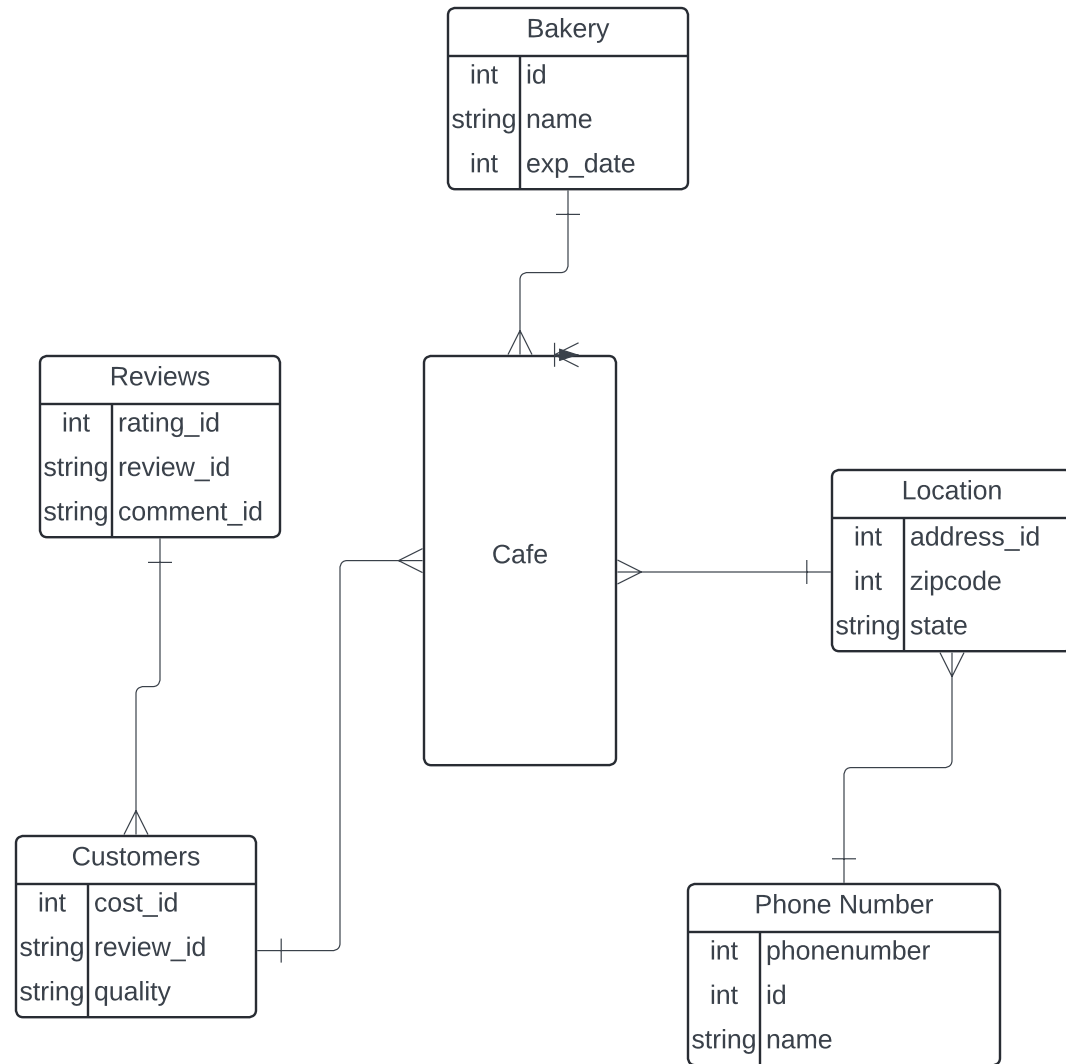 Bakery
int id
string name
int exp_date
Reviews
int rating_id
string review_id
string comment_id
Cafe
Location
int address_id
int zipcode
string state
Customers
int cost_id
string review_id
string quality
Phone Number
int phonenumber
int id
string name